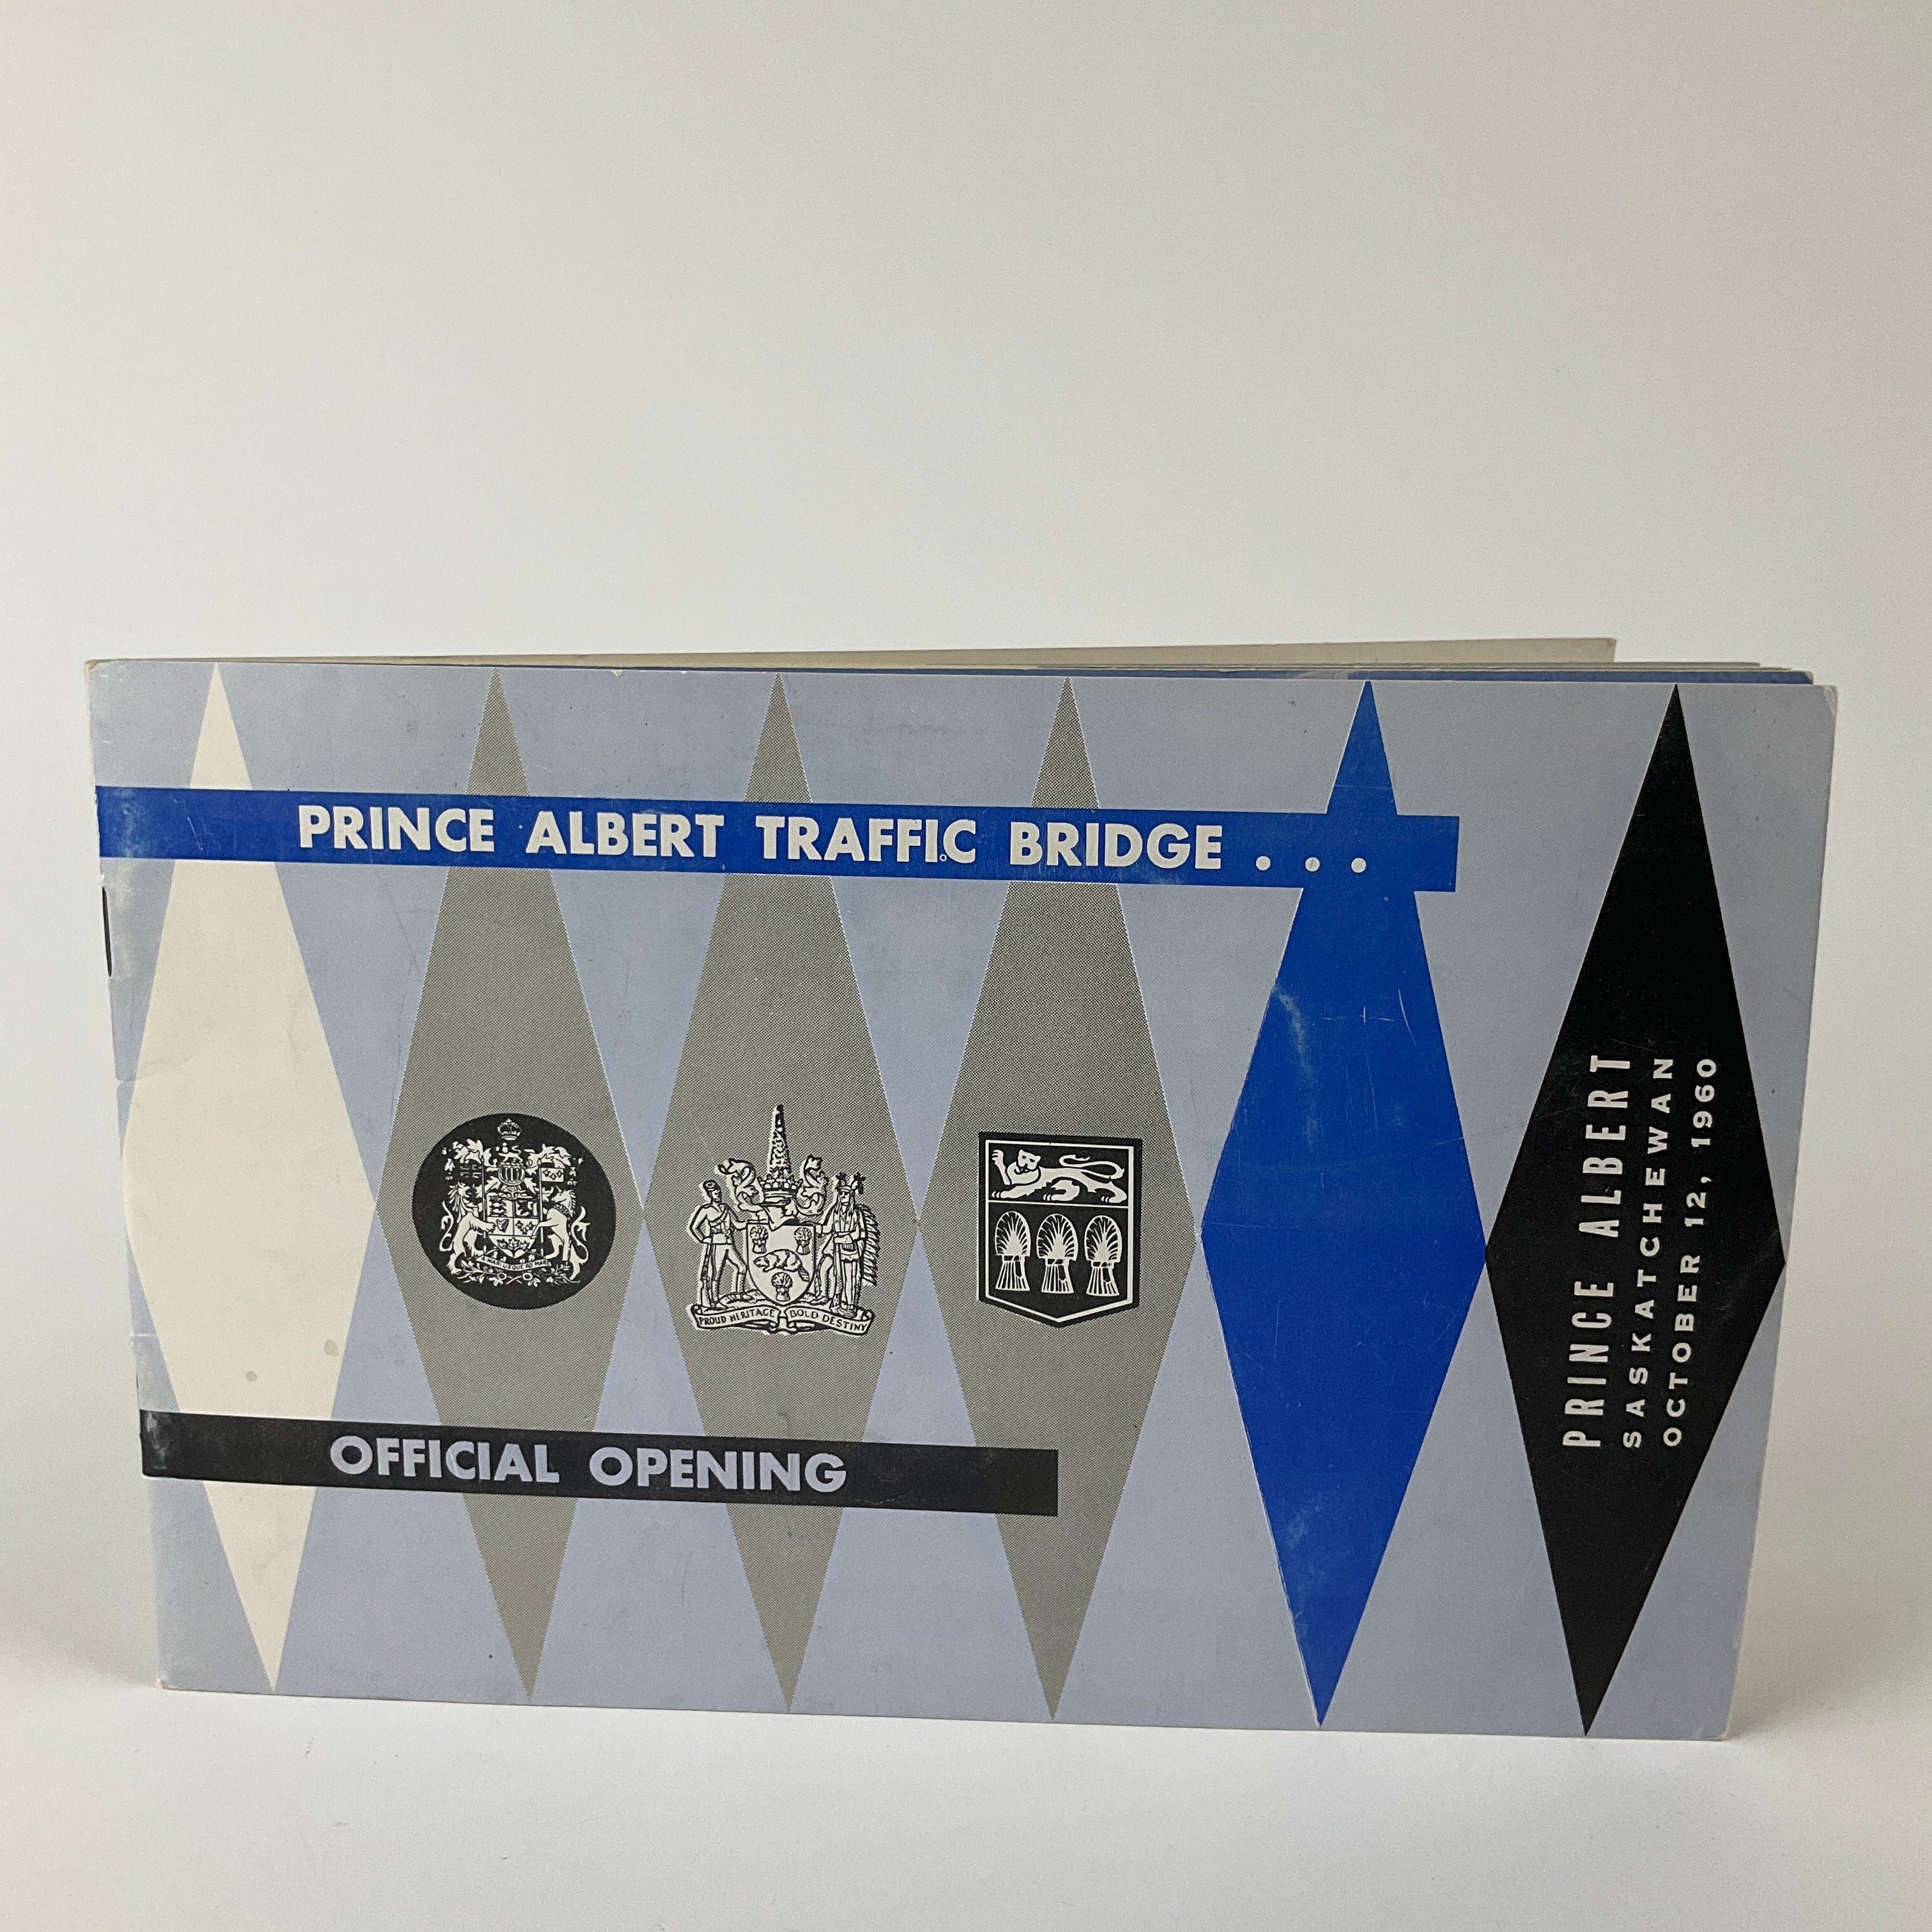 PRINCE ALBERT TRAFFIC BRIDGE . . .
PROUD HERITAGE BOLD DESTINY
OFFICIAL OPENING
PRINCE ALBERT
SASKATCHEWAN
OCTOBER 12, 1960